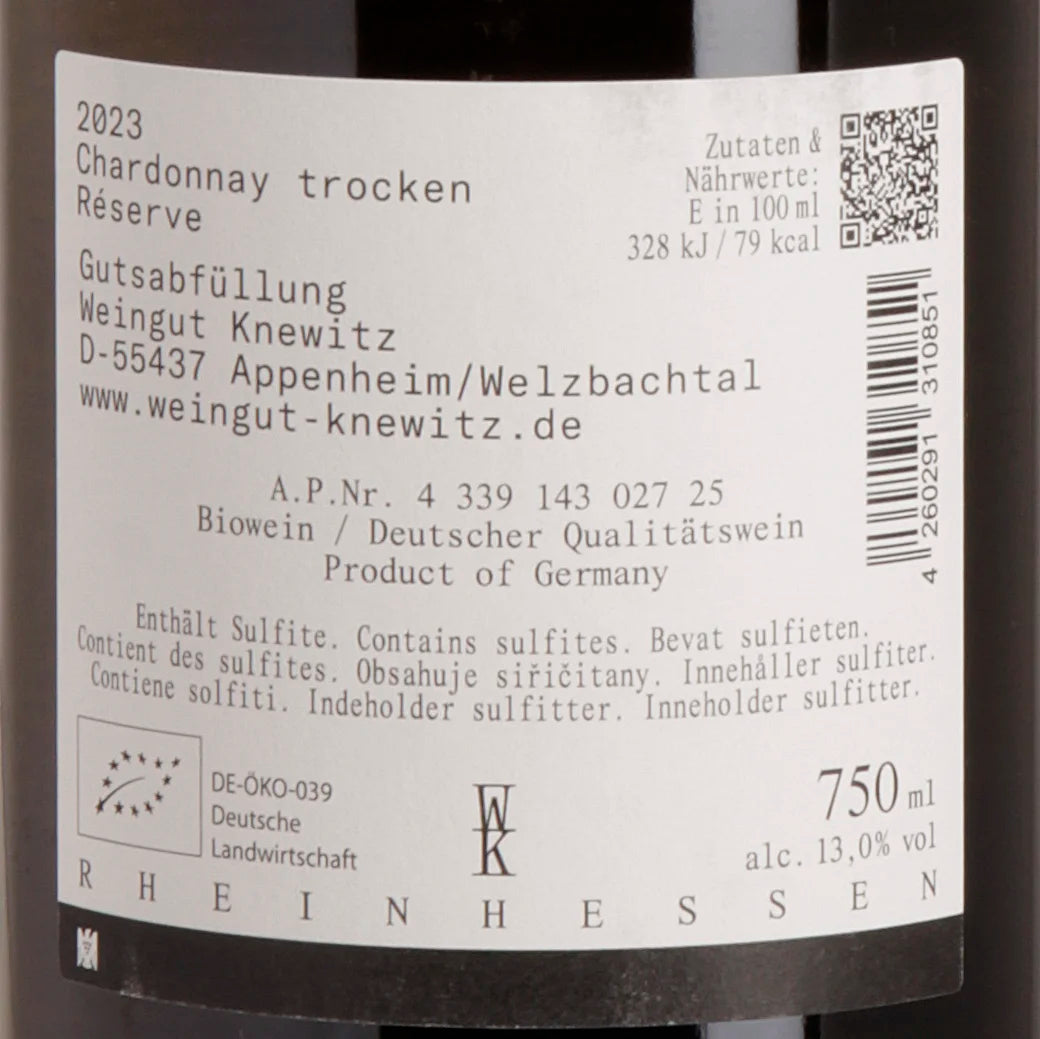 2023
Chardonnay trocken
Réserve
Zutaten &
Nährwerte:
E in 100 ml
328 kJ / 79 kcal
Gutsabfüllung
Weingut Knewitz
D-55437 Appenheim/Welzbachtal
www.weingut-knewitz.de
4 260291 310851
A.P.Nr. 4 339 143 027 25
Biowein / Deutscher Qualitätswein
Product of Germany
Enthält Sulfite. Contains sulfites. Bevat sulfieten.
Contient des sulfites. Obsahuje siřičitany. Innehåller sulfiter.
Contiene solfiti. Indeholder sulfitter. Inneholder sulfitter.
DE-ÖKO-039
Deutsche
Landwirtschaft
WK
750 ml
alc. 13,0% vol
RHEINHESSEN